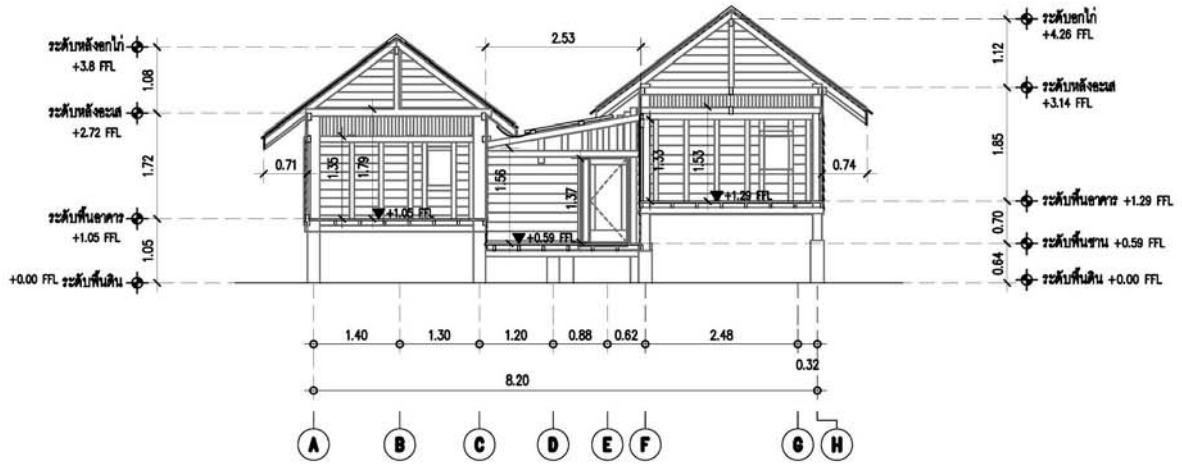 ระดับหลังอกไก่
+3.8 FFL
1.08
ระดับหลังอะเส
+2.72 FFL
1.72
ระดับพื้นอาคาร
+1.05 FFL
1.05
+0.00 FFL ระดับพื้นดิน
0.71
1.35
1.79
+1.05 FFL
2.53
1.56
1.37
+0.59 FFL
1.33
1.53
+1.29 FFL
0.74
ระดับอกไก่
+4.26 FFL
1.12
ระดับหลังอะเส
+3.14 FFL
1.85
ระดับพื้นอาคาร +1.29 FFL
0.70
ระดับพื้นชาน +0.59 FFL
0.64
ระดับพื้นดิน +0.00 FFL
1.40 1.30 1.20 0.88 0.62 2.48
0.32
8.20
A B C D E F G H